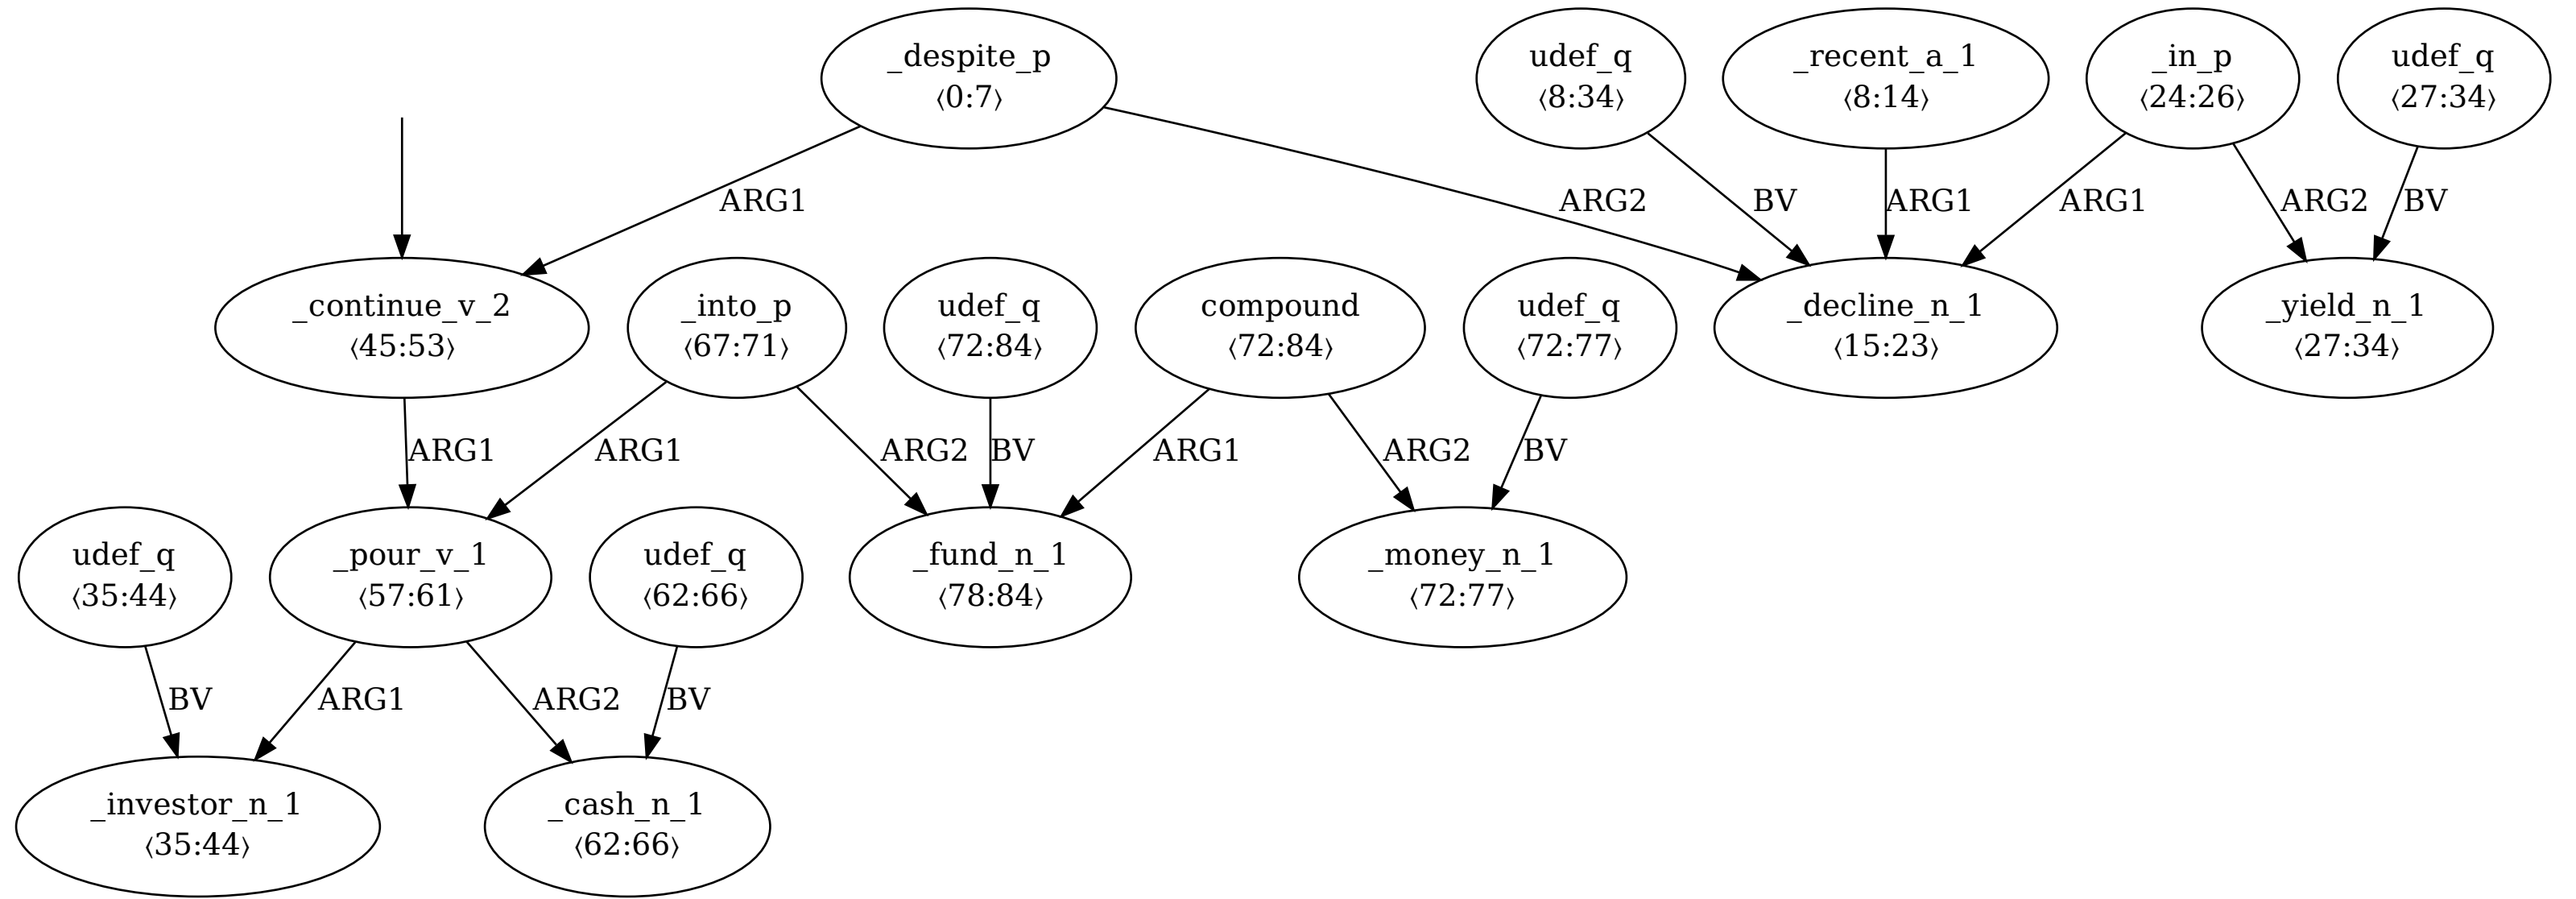 _despite_p
⟨0:7⟩
udef_q
⟨8:34⟩
_recent_a_1
⟨8:14⟩
_in_p
⟨24:26⟩
udef_q
⟨27:34⟩
ARG1
ARG2
BV
ARG1
ARG1
ARG2
BV
_continue_v_2
⟨45:53⟩
_into_p
⟨67:71⟩
udef_q
⟨72:84⟩
compound
⟨72:84⟩
udef_q
⟨72:77⟩
_decline_n_1
⟨15:23⟩
_yield_n_1
⟨27:34⟩
ARG1
ARG1
ARG2
BV
ARG1
ARG2
BV
udef_q
⟨35:44⟩
_pour_v_1
⟨57:61⟩
udef_q
⟨62:66⟩
_fund_n_1
⟨78:84⟩
_money_n_1
⟨72:77⟩
BV
ARG1
ARG2
BV
_investor_n_1
⟨35:44⟩
_cash_n_1
⟨62:66⟩